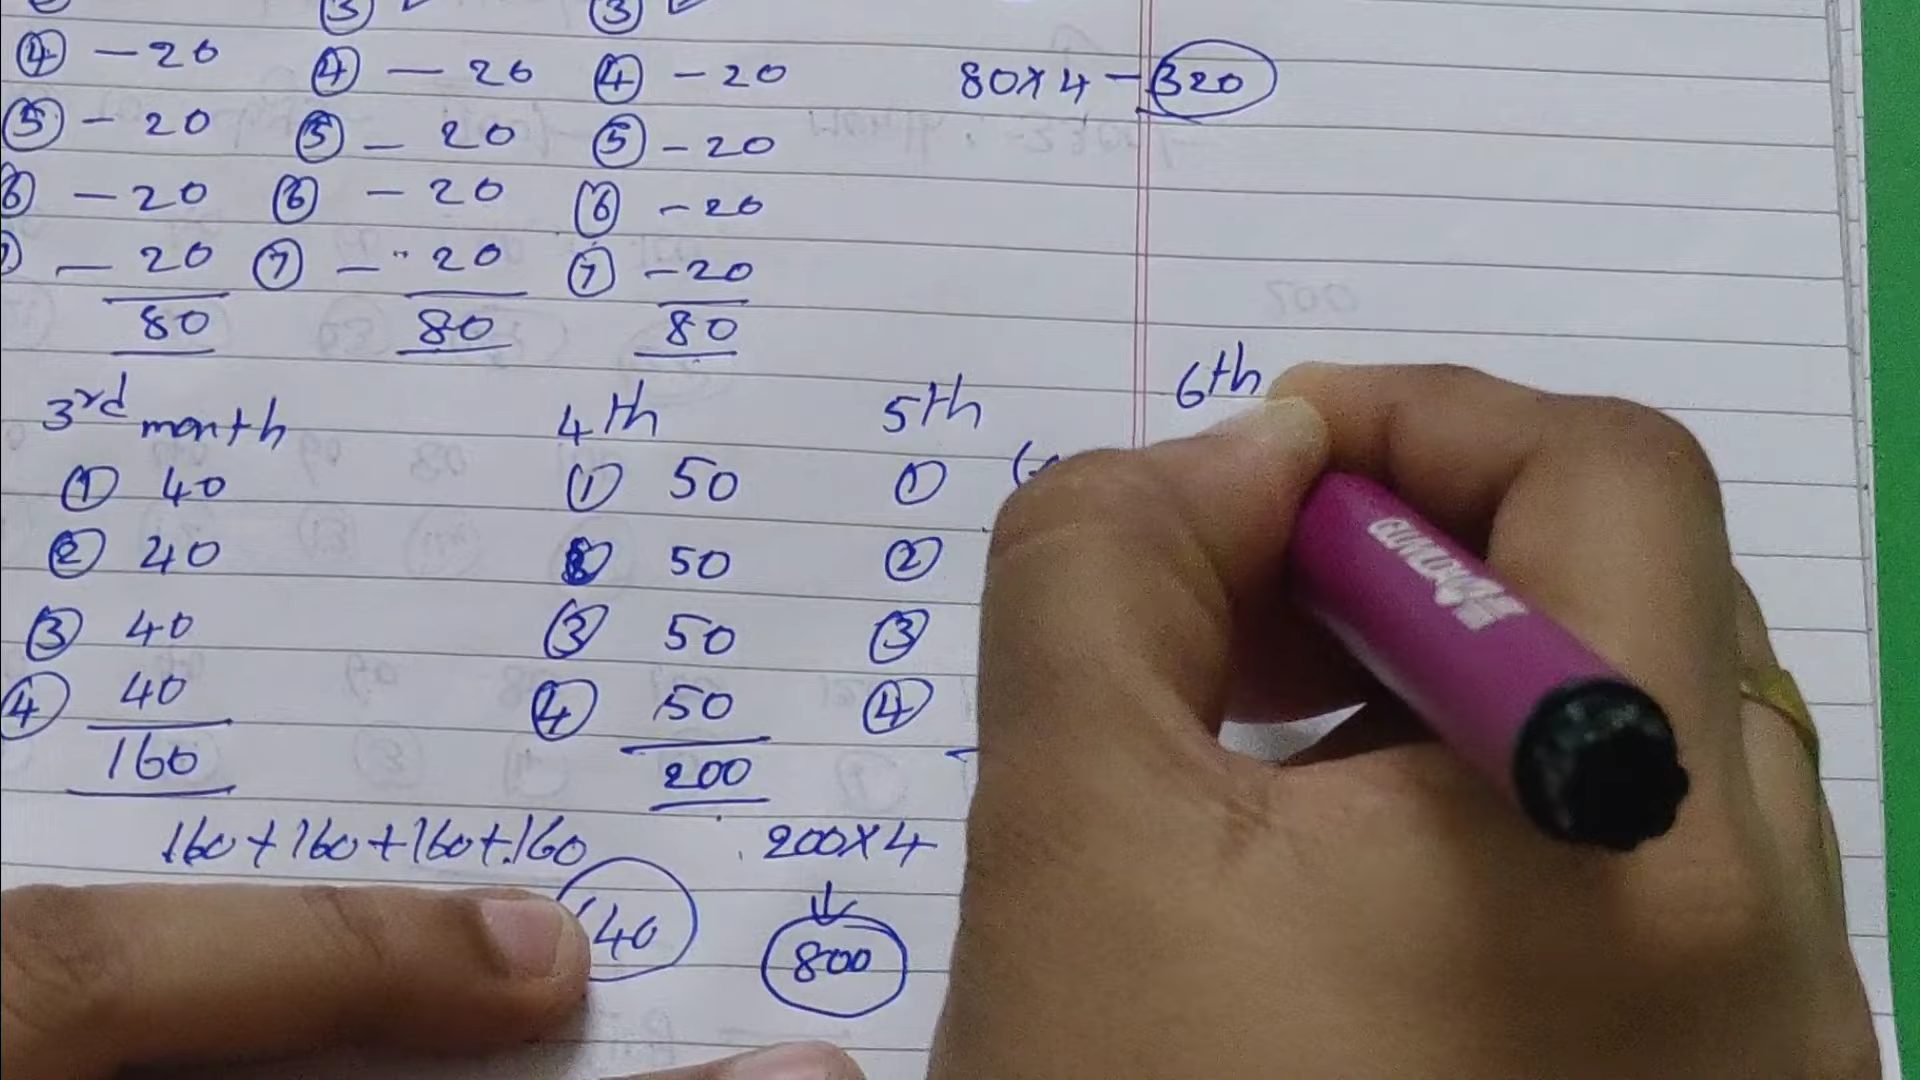 ③ ③
④ - 20 ④ - 20 ④ - 20 80x4 - 320
⑤ - 20 ⑤ - 20 ⑤ - 20
⑥ - 20 ⑥ - 20 ⑥ - 20
- 20 ⑦ - 20 ⑦ - 20
80 80 80
3rd month 4th 5th 6th
① 40 ① 50 ①
② 40 50 ②
③ 40 ③ 50 ③
④ 40 ④ 50 ④
160 200
160+160+160+160 200x4
40 ↓
800